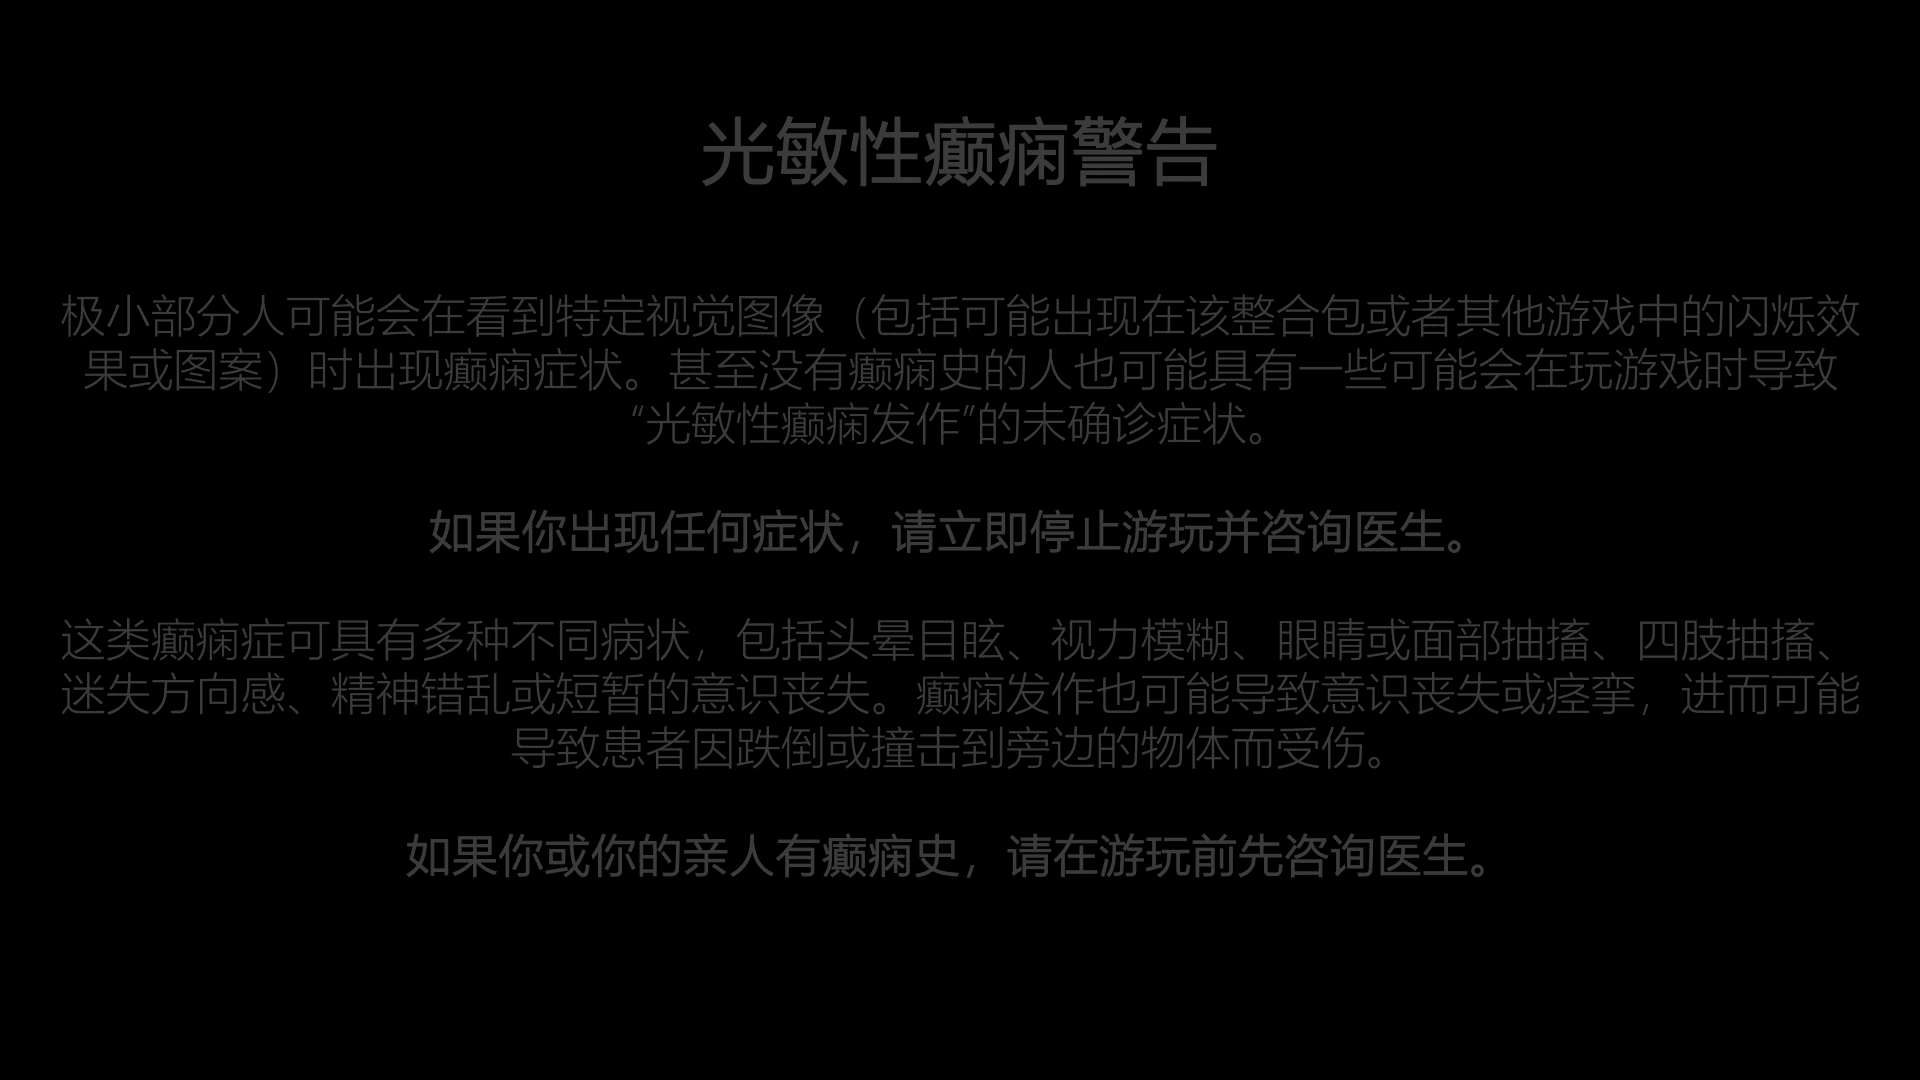 光敏性癫痫警告
极小部分人可能会在看到特定视觉图像（包括可能出现在该整合包或者其他游戏中的闪烁效
果或图案）时出现癫痫症状。甚至没有癫痫史的人也可能具有一些可能会在玩游戏时导致
“光敏性癫痫发作”的未确诊症状。
如果你出现任何症状，请立即停止游玩并咨询医生。
这类癫痫症可具有多种不同病状，包括头晕目眩、视力模糊、眼睛或面部抽搐、四肢抽搐、
迷失方向感、精神错乱或短暂的意识丧失。癫痫发作也可能导致意识丧失或痉挛，进而可能
导致患者因跌倒或撞击到旁边的物体而受伤。
如果你或你的亲人有癫痫史，请在游玩前先咨询医生。